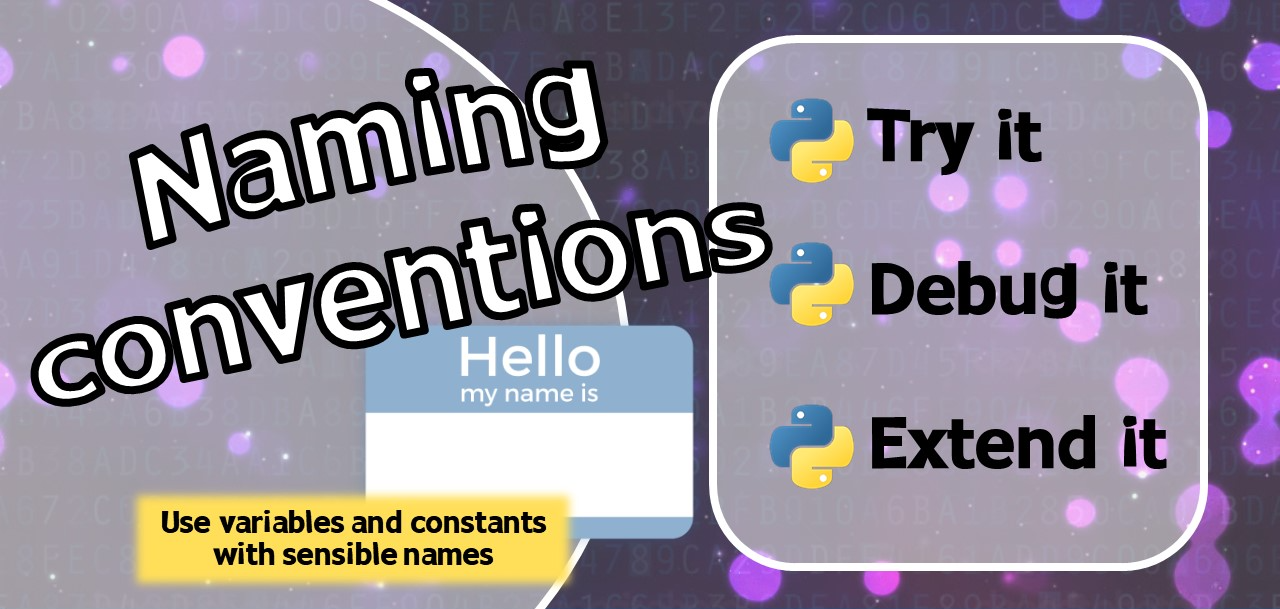 Naming
conventions
Hello
my name is
Use variables and constants
with sensible names
Try it
Debug it
Extend it